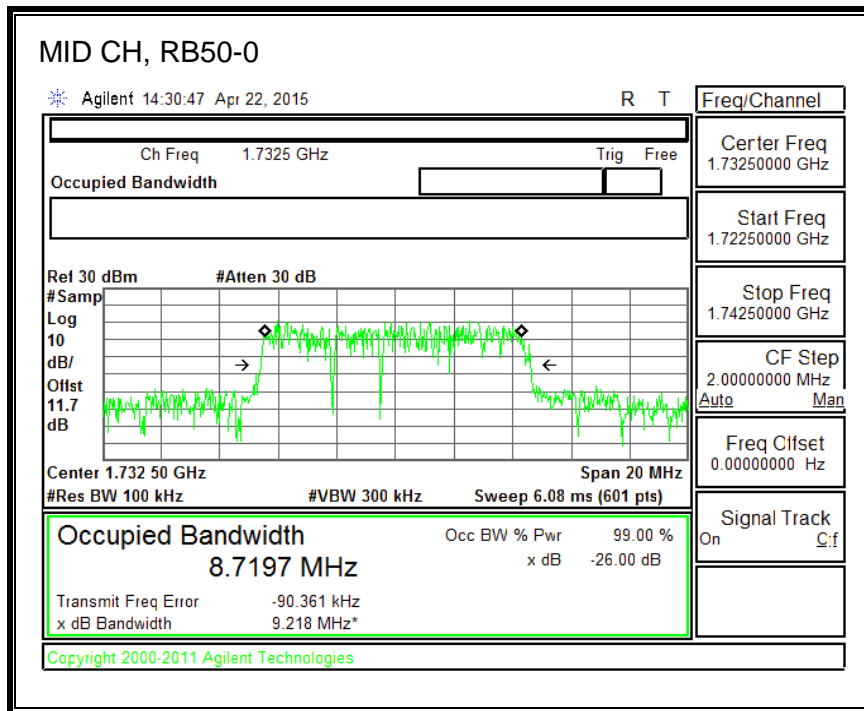 MID CH, RB50-0
Agilent 14:30:47 Apr 22, 2015 R T
Freq/Channel
Ch Freq 1.7325 GHz Trig Free
Occupied Bandwidth
Center Freq
1.73250000 GHz
Start Freq
1.72250000 GHz
Stop Freq
1.74250000 GHz
CF Step
2.00000000 MHz
Auto Man
Freq Offset
0.00000000 Hz
Signal Track
On Off
Ref 30 dBm #Atten 30 dB
#Samp
Log
10
dB/
Offst
11.7
dB
Center 1.732 50 GHz Span 20 MHz
#Res BW 100 kHz #VBW 300 kHz Sweep 6.08 ms (601 pts)
Occupied Bandwidth
8.7197 MHz
Occ BW % Pwr 99.00 %
x dB -26.00 dB
Transmit Freq Error -90.361 kHz
x dB Bandwidth 9.218 MHz*
Copyright 2000-2011 Agilent Technologies